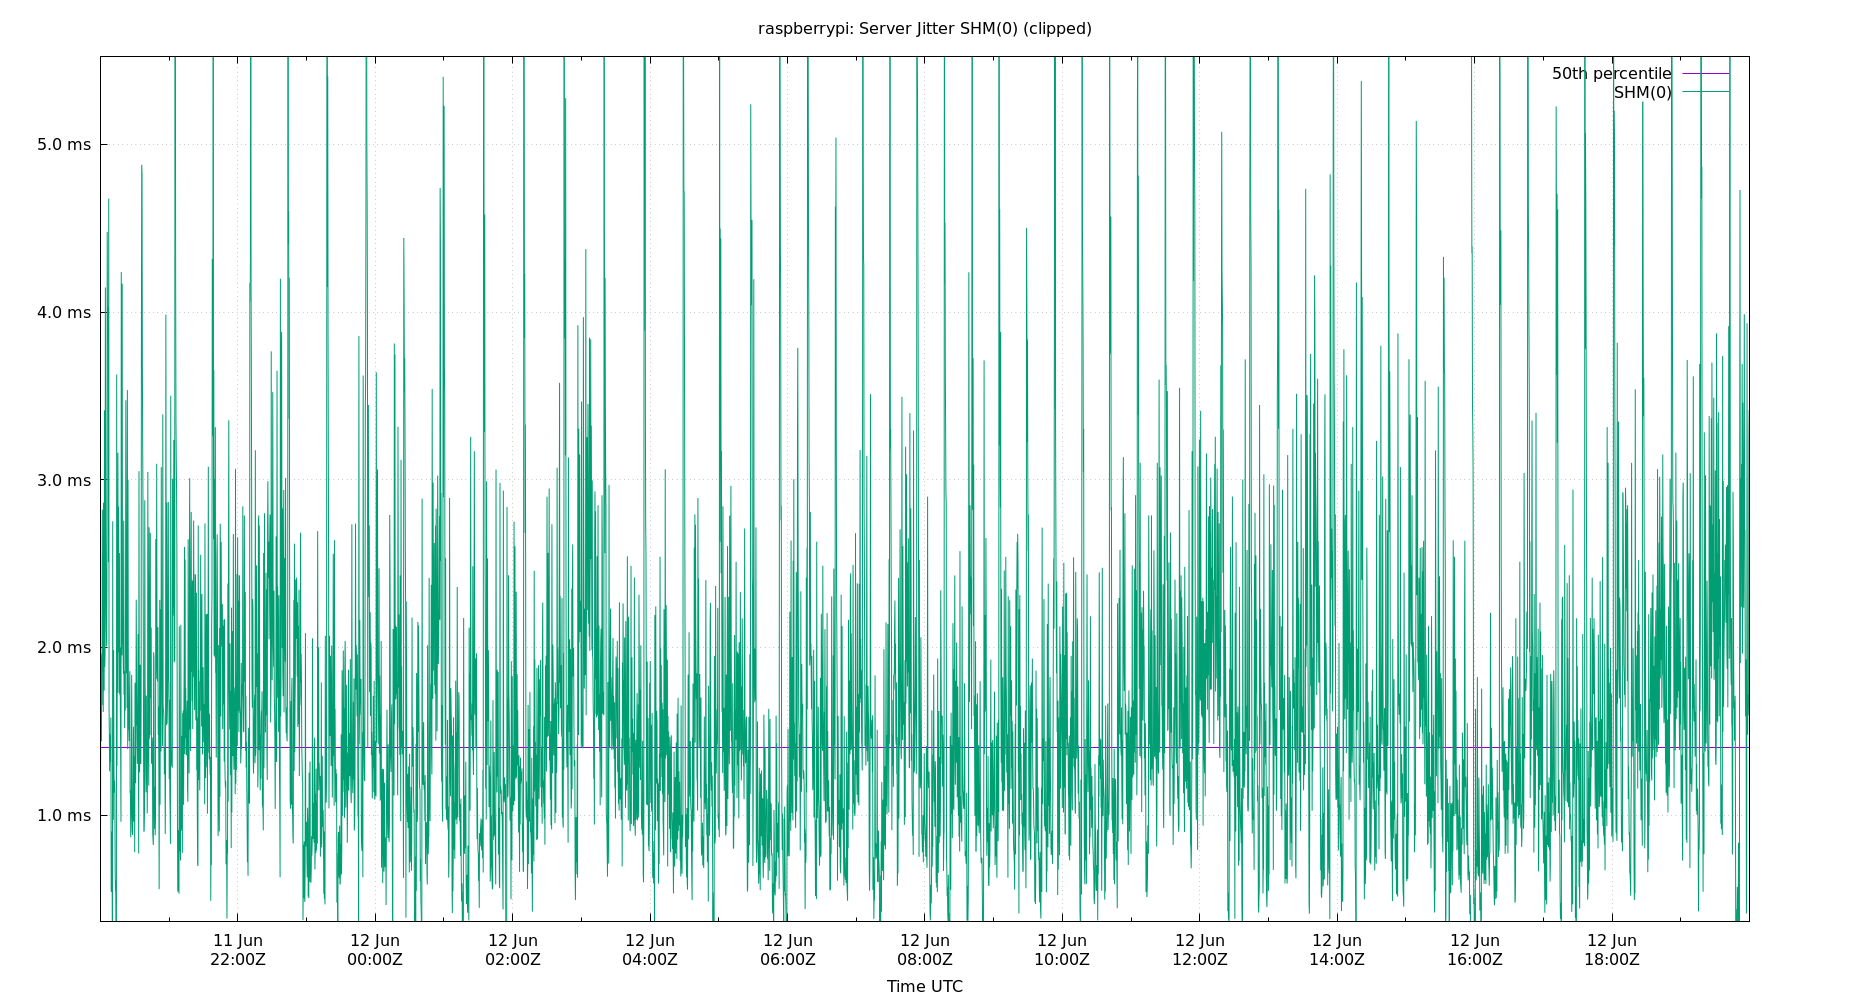 raspberrypi: Server Jitter SHM(0) (clipped)
50th percentile
SHM(0)
5.0 ms
4.0 ms
3.0 ms
2.0 ms
1.0 ms
11 Jun 12 Jun 12 Jun 12 Jun 12 Jun 12 Jun 12 Jun 12 Jun 12 Jun 12 Jun 12 Jun
22:00Z 00:00Z 02:00Z 04:00Z 06:00Z 08:00Z 10:00Z 12:00Z 14:00Z 16:00Z 18:00Z
Time UTC